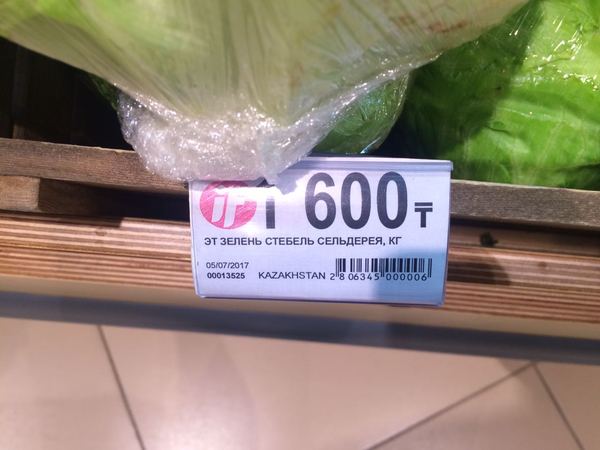 1 600 ₸
ЭТ ЗЕЛЕНЬ СТЕБЕЛЬ СЕЛЬДЕРЕЯ, КГ
05/07/2017
00013525 KAZAKHSTAN 2 806345 000006